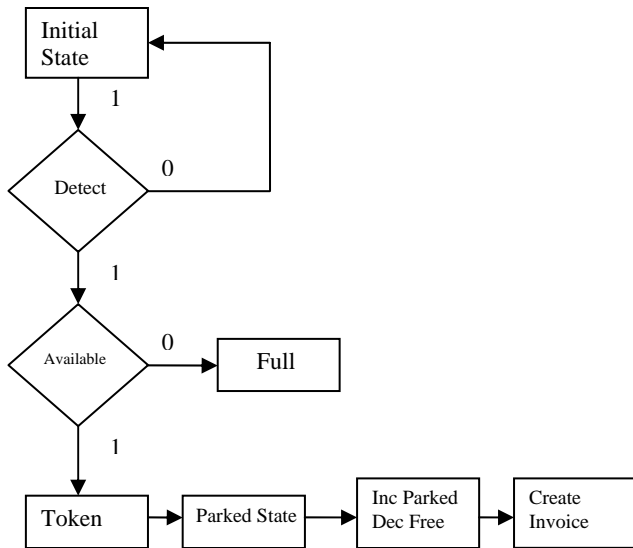 Initial
State
1
Detect
0
1
Available
0
Full
1
Token
Parked State
Inc Parked
Dec Free
Create
Invoice